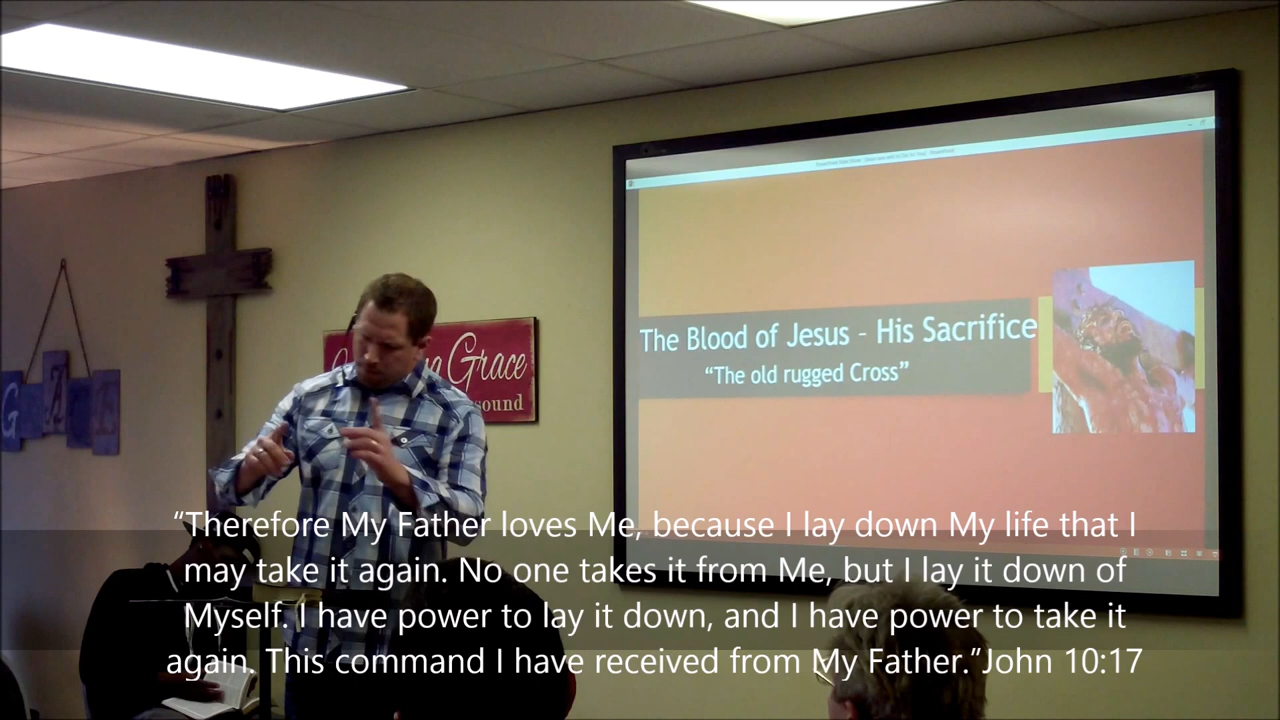 The Blood of Jesus - His Sacrifice
“The old rugged Cross”
Grace
sound
G
“Therefore My Father loves Me, because I lay down My life that I
may take it again. No one takes it from Me, but I lay it down of
Myself. I have power to lay it down, and I have power to take it
again. This command I have received from My Father.”John 10:17